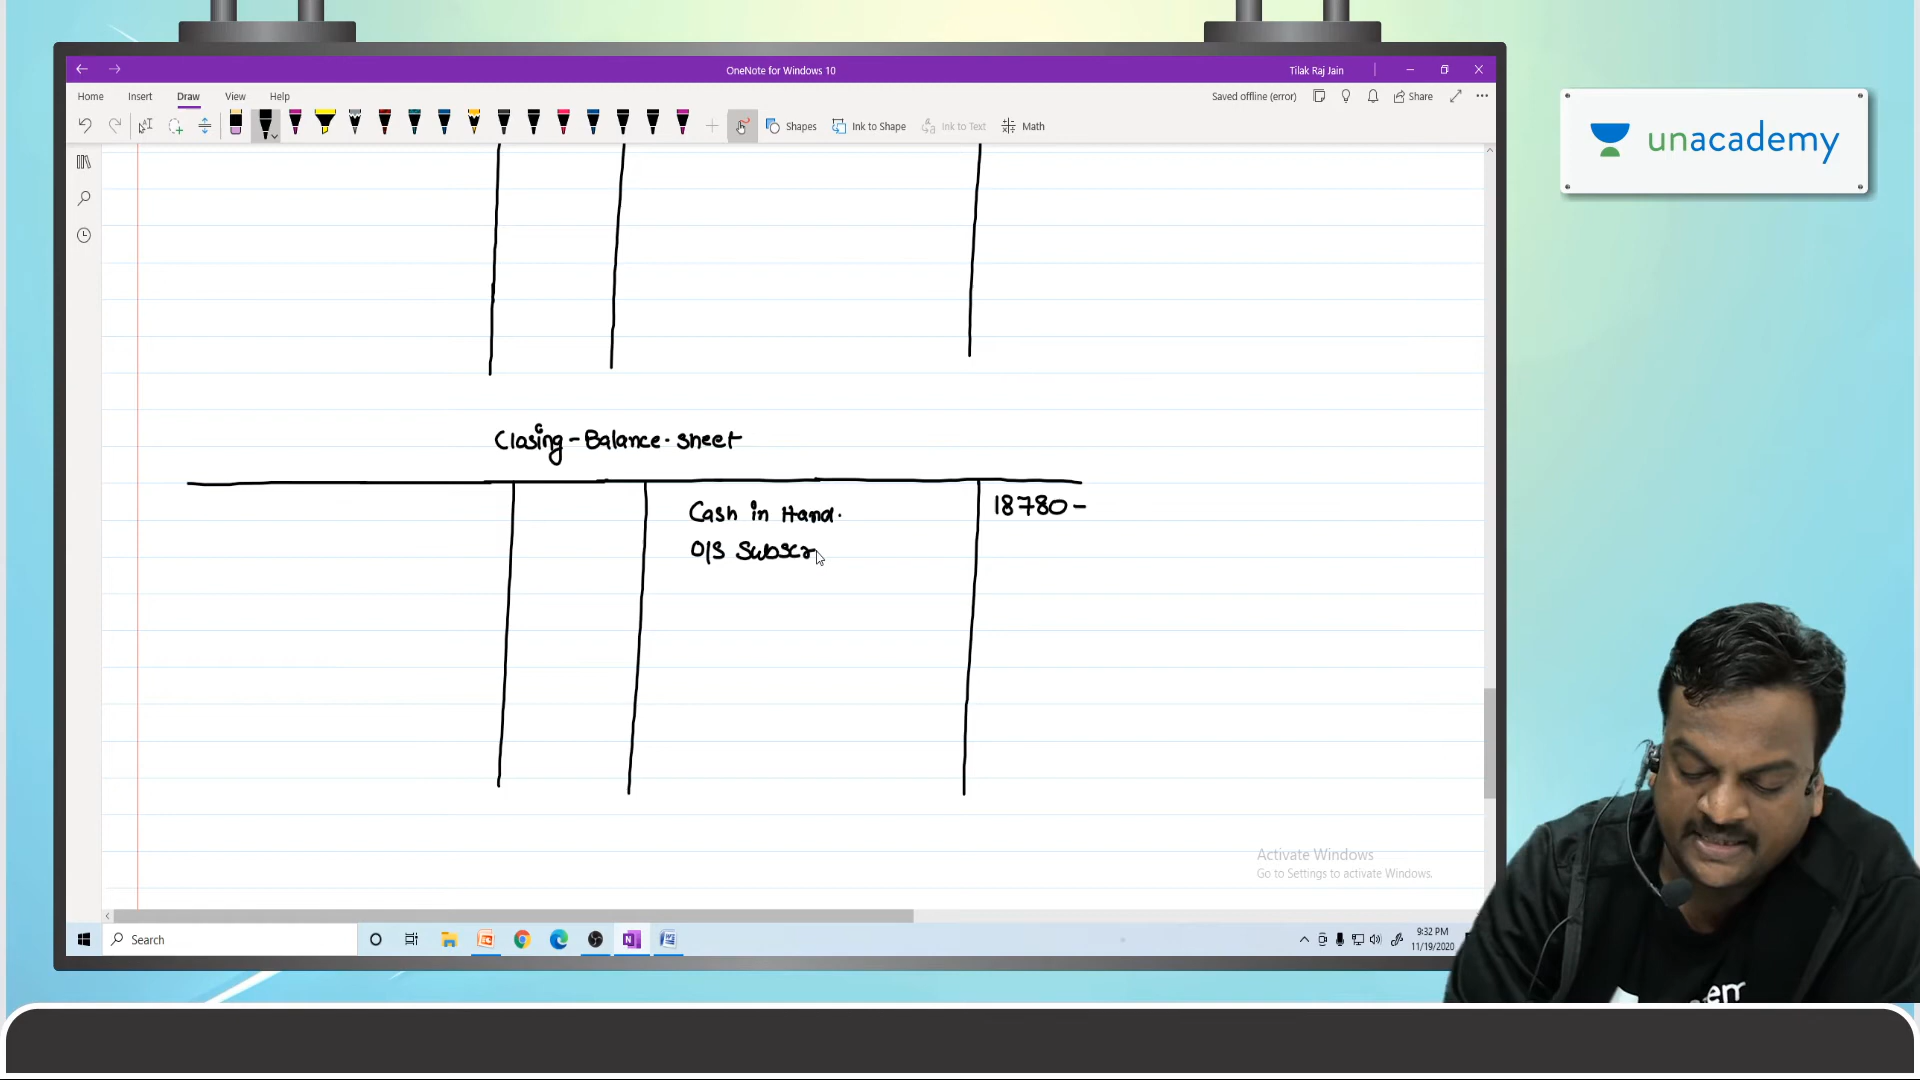 OneNote for Windows 10
Tilak Raj Jain
Home Insert Draw View Help
Saved offline (error)
Share
Shapes
Ink to Shape
Ink to Text
Math
unacademy
Closing - Balance . sheet
Cash in Hand.
18780 -
O/S Subscr
Activate Windows
Go to Settings to activate Windows.
Search
9:32 PM
11/19/2020
em